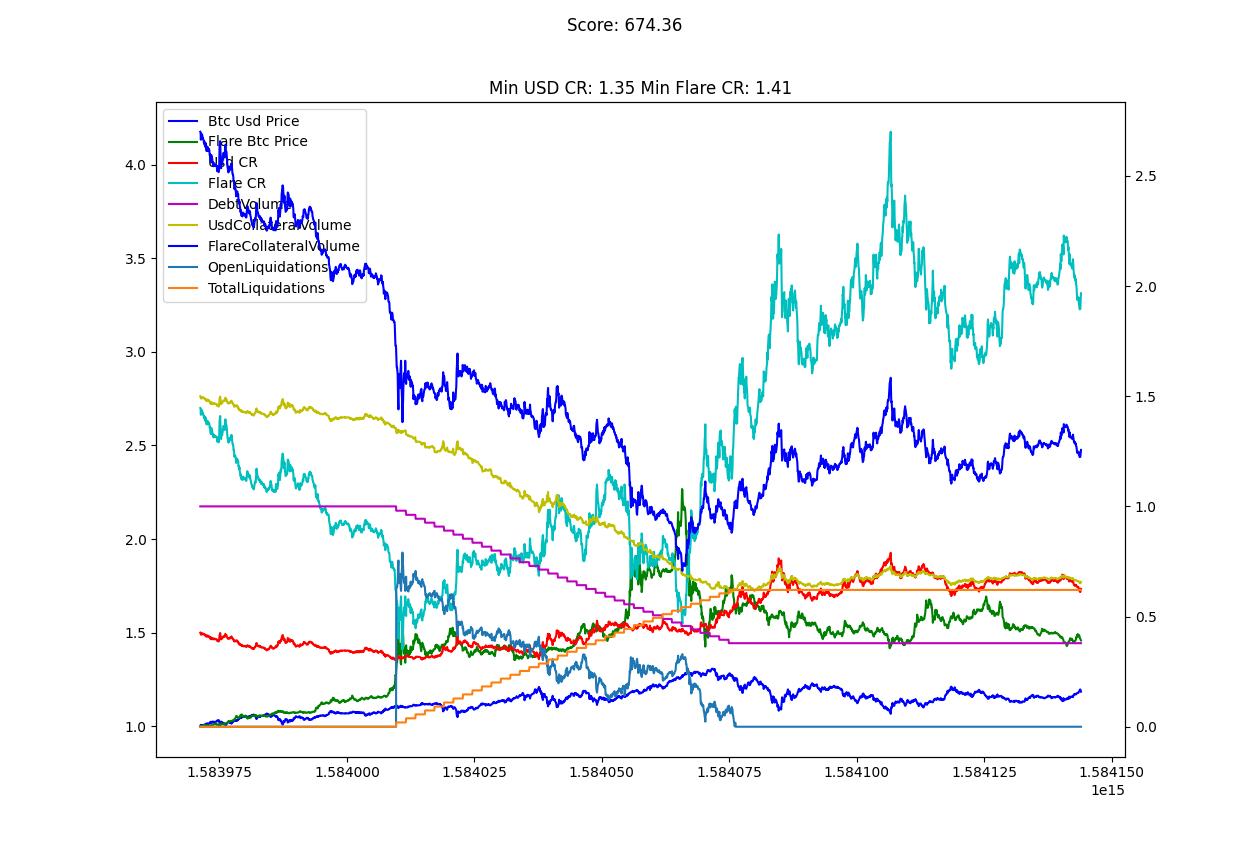 Score: 674.36
Min USD CR: 1.35 Min Flare CR: 1.41
Btc Usd Price
Flare Btc Price
Usd CR
Flare CR
DebtVolume
UsdCollateralVolume
FlareCollateralVolume
OpenLiquidations
TotalLiquidations
4.0
3.5
3.0
2.5
2.0
1.5
1.0
2.5
2.0
1.5
1.0
0.5
0.0
1.583975 1.584000 1.584025 1.584050 1.584075 1.584100 1.584125 1.584150
1e15